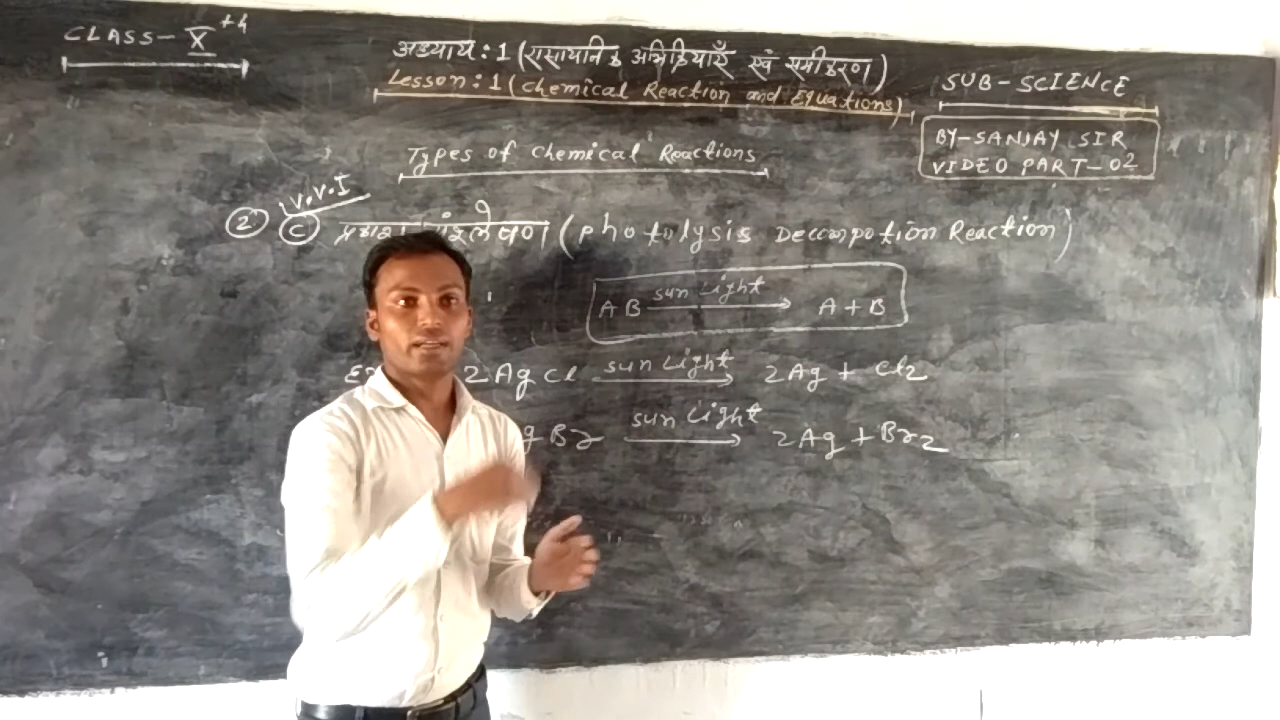 CLASS-X+h
अध्याय:1 (रासायनिक अभिक्रियाएँ एवं समीकरण)
Lesson:1 (Chemical Reaction and Equations)
SUB-SCIENCE
BY-SANJAY SIR
VIDEO PART-02
Types of Chemical Reactions
V.V.I
② Ⓒ (Photolysis Decompotion Reaction)
AB sun Light → A+B
2AgCl sun Light → 2Ag + Cl2
gBr sun Light → 2Ag + Br2